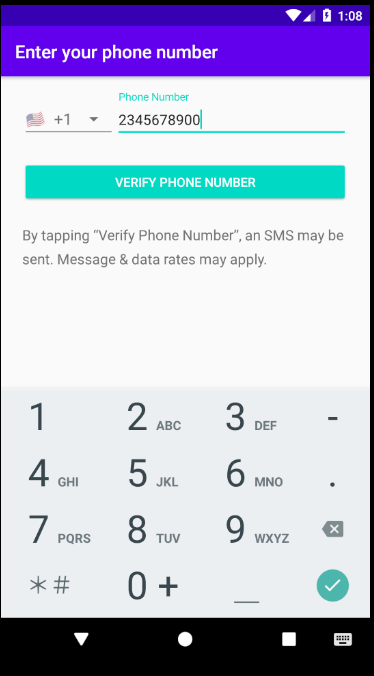 1:08
Enter your phone number
Phone Number
+1 2345678900
VERIFY PHONE NUMBER
By tapping “Verify Phone Number”, an SMS may be
sent. Message & data rates may apply.
1 2 ABC 3 DEF -
4 GHI 5 JKL 6 MNO .
7 PQRS 8 TUV 9 WXYZ
*# 0 + _